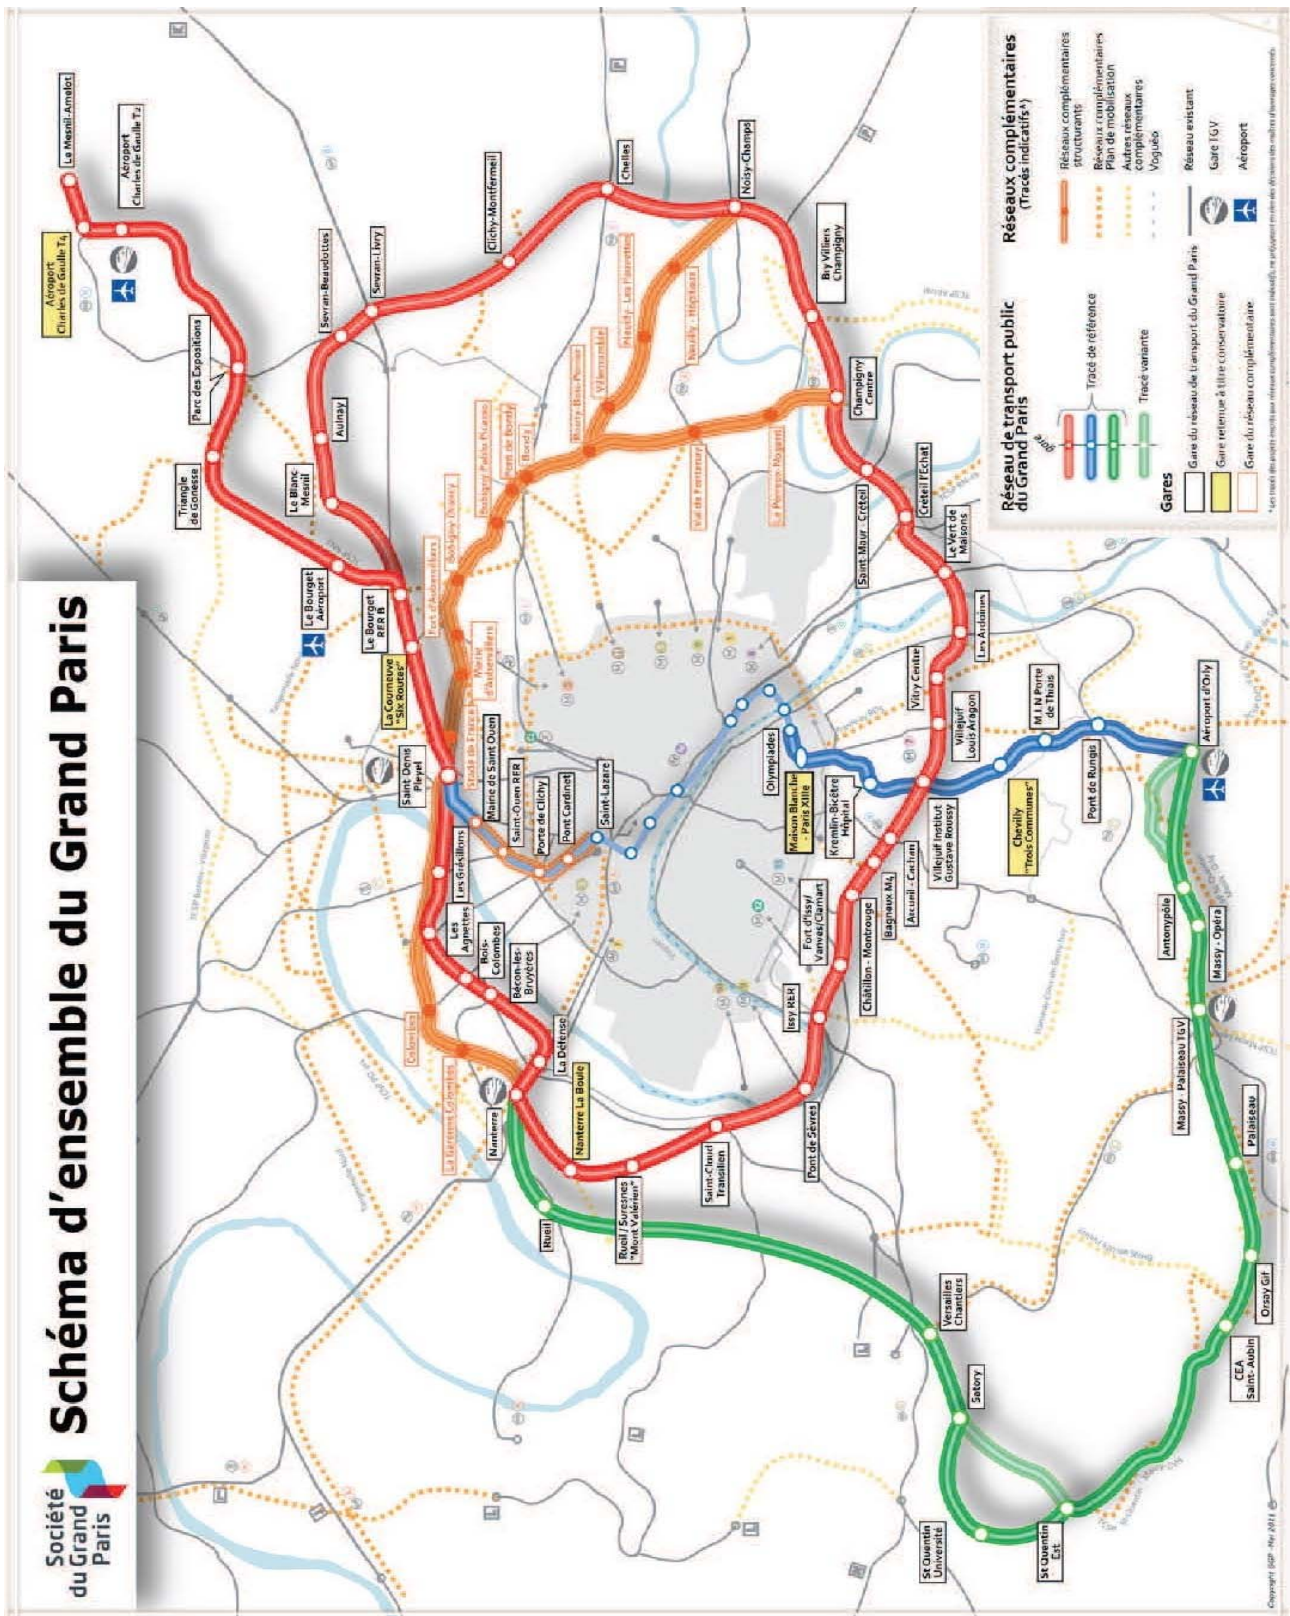 Société
du Grand
Paris
Schéma d'ensemble du Grand Paris
Le Mesnil-Amelot
Aéroport
Charles de Gaulle T4
Aéroport
Charles de Gaulle T2
Parc des Expositions
Triangle
de Gonesse
Le Bourget
Aéroport
Le Bourget
RER B
La Courneuve
"Six Routes"
Saint-Denis
Pleyel
Le Blanc-
Mesnil
Aulnay
Sevran-Beaudottes
Sevran-Livry
Clichy-Montfermeil
Chelles
Noisy-Champs
Bry Villiers
Champigny
Champigny
Centre
Saint-Maur - Créteil
Créteil l'Echat
Le Vert de
Maisons
Les Ardoines
Vitry Centre
Villejuif
Louis Aragon
Villejuif Institut
Gustave Roussy
Arcueil - Cachan
Bagneux M4
Châtillon - Montrouge
Fort d'Issy/
Vanves/Clamart
Issy RER
Pont de Sèvres
Saint-Cloud
Transilien
Rueil / Suresnes
"Mont Valérien"
Nanterre La Boule
Nanterre
La Défense
Bécon-les-
Bruyères
Bois-
Colombes
Les
Agnettes
Les Grésillons
La Garenne Colombes
Colombes
Stade de France
Mairie
d'Aubervilliers
Fort d'Aubervilliers
Bobigny Drancy
Bobigny Pablo Picasso
Pont de Bondy
Bondy
Rosny Bois-Perrier
Villemomble
Neuilly - Les Fauvettes
Neuilly - Hôpitaux
Val de Fontenay
Le Perreux-Nogent
Mairie de Saint Ouen
Saint-Ouen RER
Porte de Clichy
Pont Cardinet
Saint-Lazare
Olympiades
Maison Blanche
- Paris XIIIe
Kremlin-Bicêtre
Hôpital
Chevilly
"Trois Communes"
M.I.N Porte
de Thiais
Pont de Rungis
Aéroport d'Orly
Antonypôle
Massy - Opéra
Massy - Palaiseau TGV
Palaiseau
Orsay Gif
CEA
Saint-Aubin
St Quentin
Est
St Quentin
Université
Satory
Versailles
Chantiers
Rueil
Réseau de transport public
du Grand Paris
gare
Tracé de référence
Tracé variante
Gares
Gare du réseau de transport du Grand Paris
Gare retenue à titre conservatoire
Gare du réseau complémentaire
Réseaux complémentaires
(Tracés indicatifs*)
Réseaux complémentaires
structurants
Réseaux complémentaires
Plan de mobilisation
Autres réseaux
complémentaires
Voguéo
Réseau existant
Gare TGV
Aéroport
Copyright SGP - Mai 2011